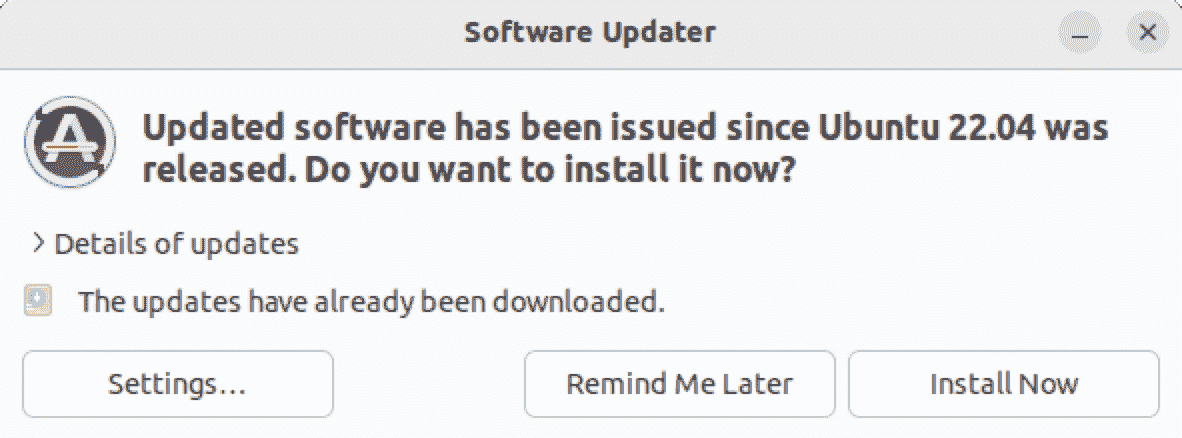 Software Updater
Updated software has been issued since Ubuntu 22.04 was
released. Do you want to install it now?
Details of updates
The updates have already been downloaded.
Settings…
Remind Me Later
Install Now